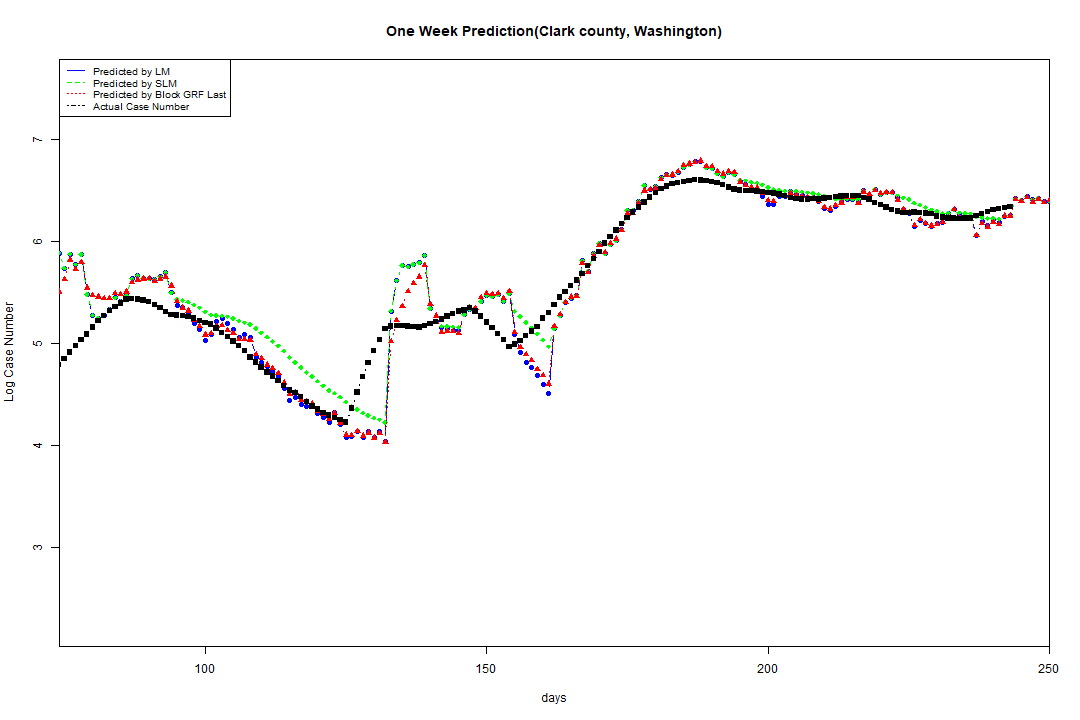 One Week Prediction(Clark county, Washington)
Predicted by LM
Predicted by SLM
Predicted by Block GRF Last
Actual Case Number
7
6
5
4
3
Log Case Number
100
150
200
250
days